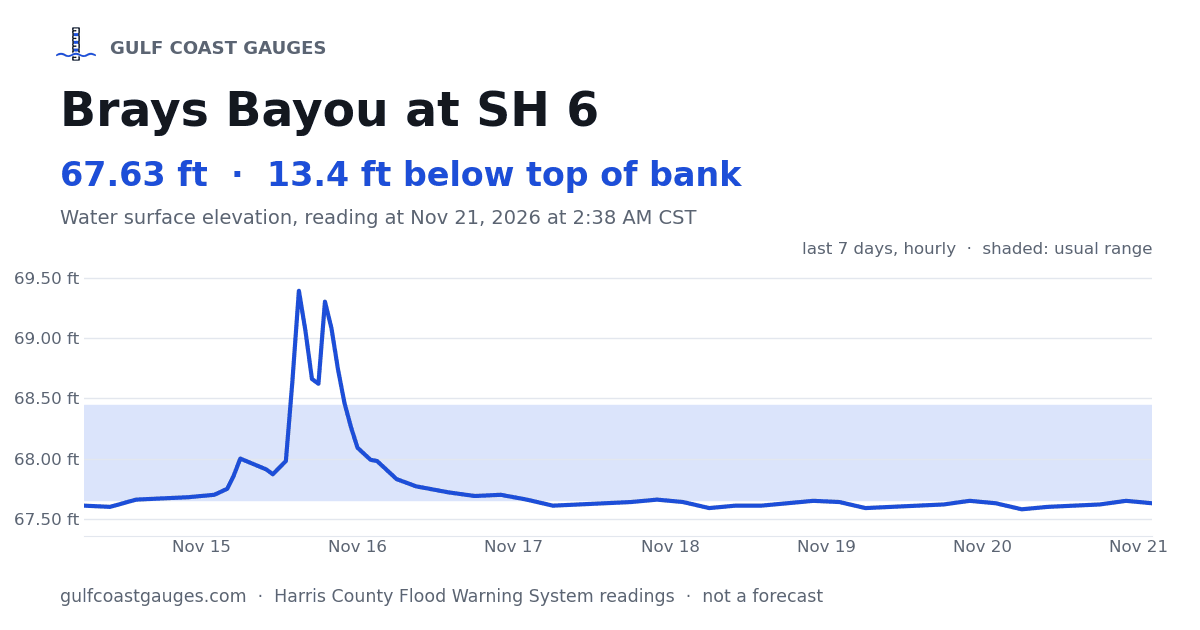 GULF COAST GAUGES
Brays Bayou at SH 6
67.63 ft · 13.4 ft below top of bank
Water surface elevation, reading at Nov 21, 2026 at 2:38 AM CST
last 7 days, hourly · shaded: usual range
69.50 ft
69.00 ft
68.50 ft
68.00 ft
67.50 ft
Nov 15 Nov 16 Nov 17 Nov 18 Nov 19 Nov 20 Nov 21
gulfcoastgauges.com · Harris County Flood Warning System readings · not a forecast